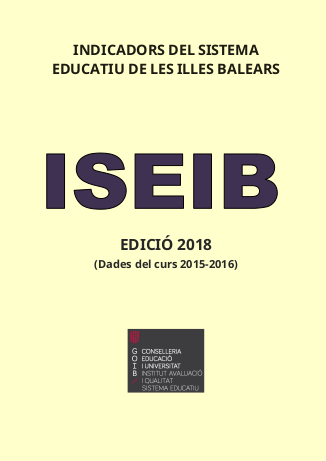 INDICADORS DEL SISTEMA
EDUCATIU DE LES ILLES BALEARS
ISEIB
EDICIÓ 2018
(Dades del curs 2015-2016)
G CONSELLERIA
O EDUCACIÓ
I I UNIVERSITAT
B INSTITUT AVALUACIÓ
I QUALITAT
SISTEMA EDUCATIU